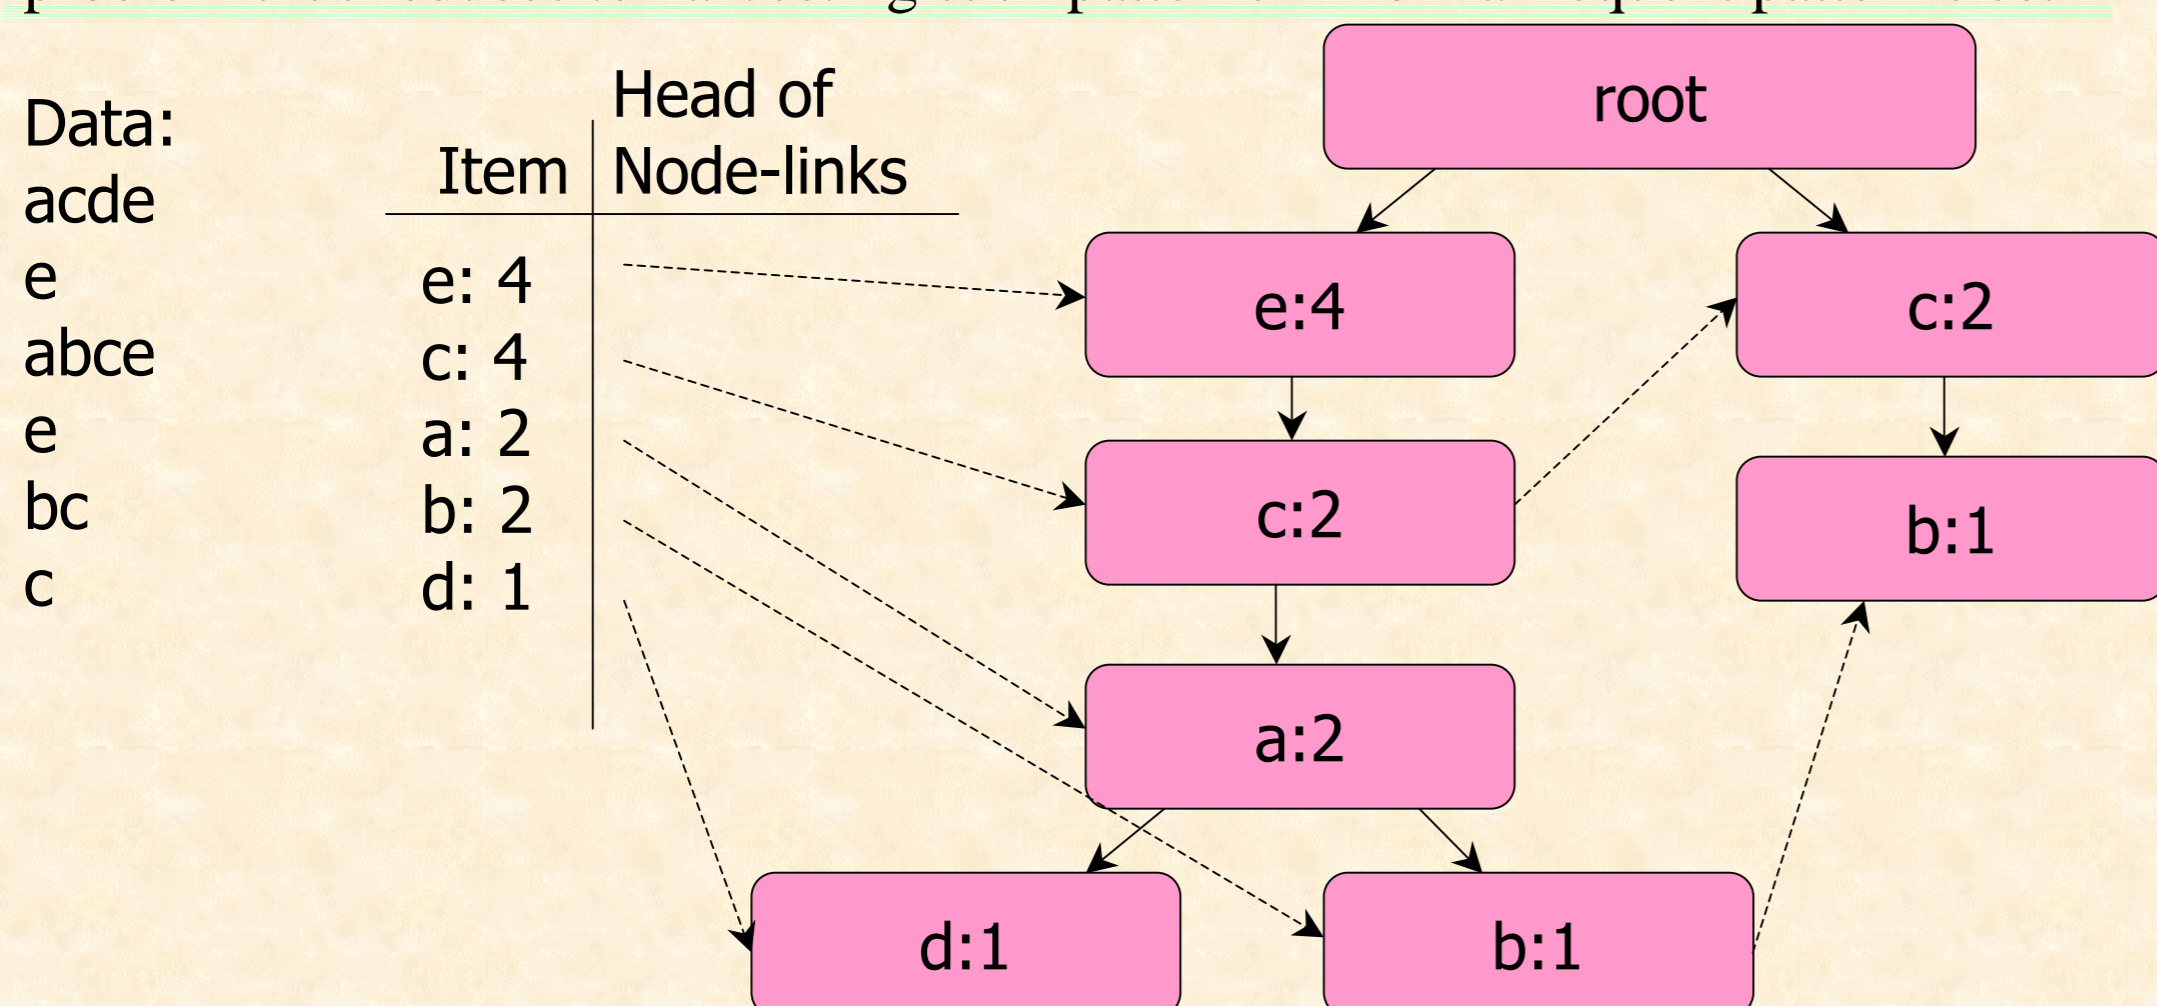 Data:
acde
e
abce
e
bc
c
Head of
Item Node-links
e: 4
c: 4
a: 2
b: 2
d: 1
root
e:4 c:2
c:2 b:1
a:2
d:1 b:1